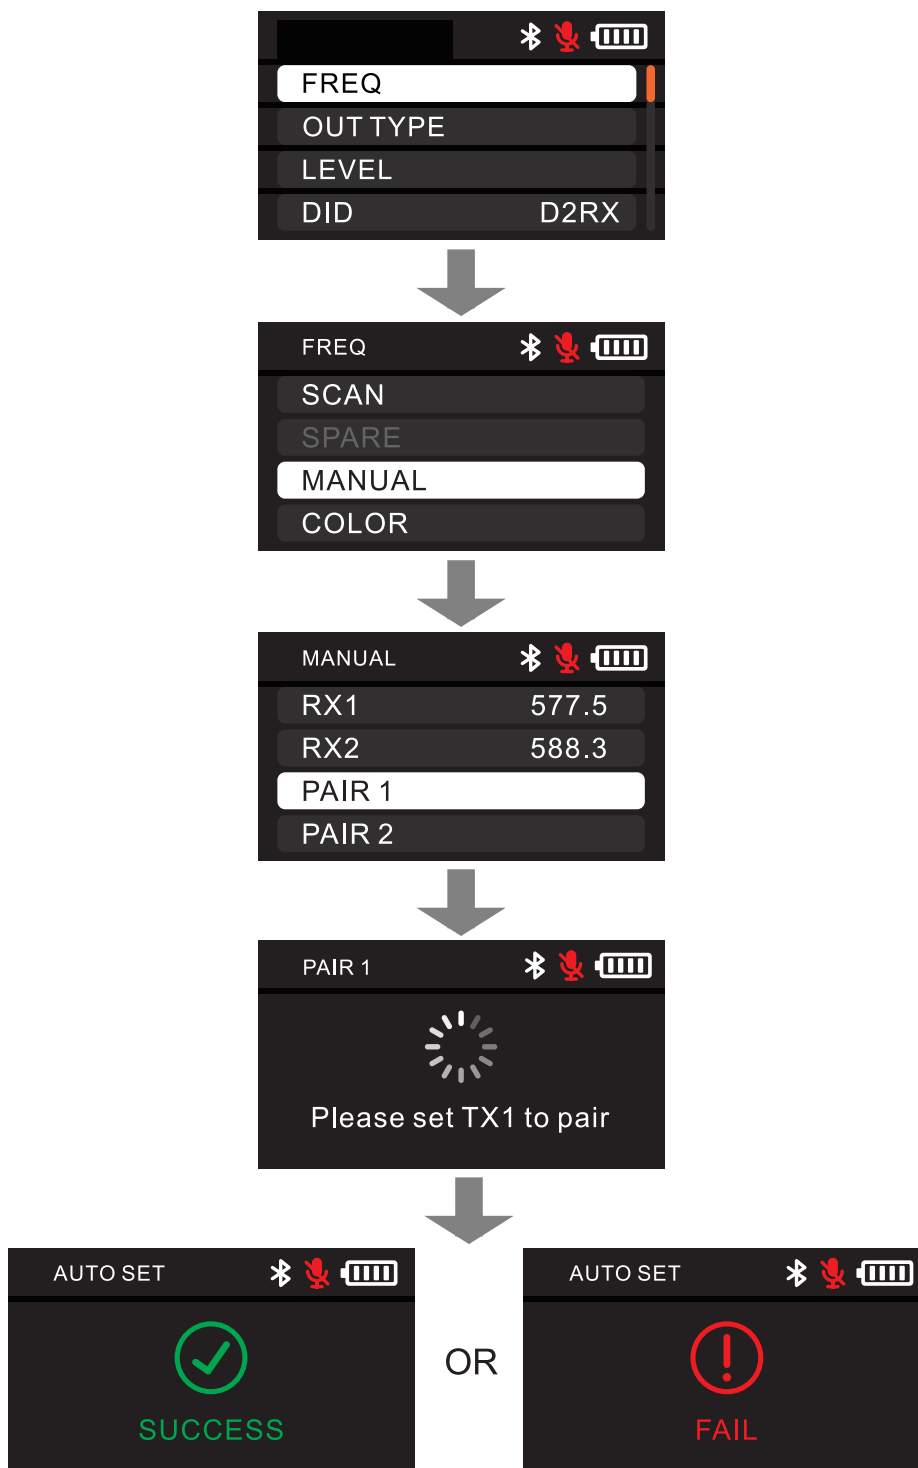 FREQ
OUT TYPE
LEVEL
DID D2RX
FREQ
SCAN
SPARE
MANUAL
COLOR
MANUAL
RX1 577.5
RX2 588.3
PAIR 1
PAIR 2
PAIR 1
Please set TX1 to pair
AUTO SET
SUCCESS
OR
AUTO SET
FAIL